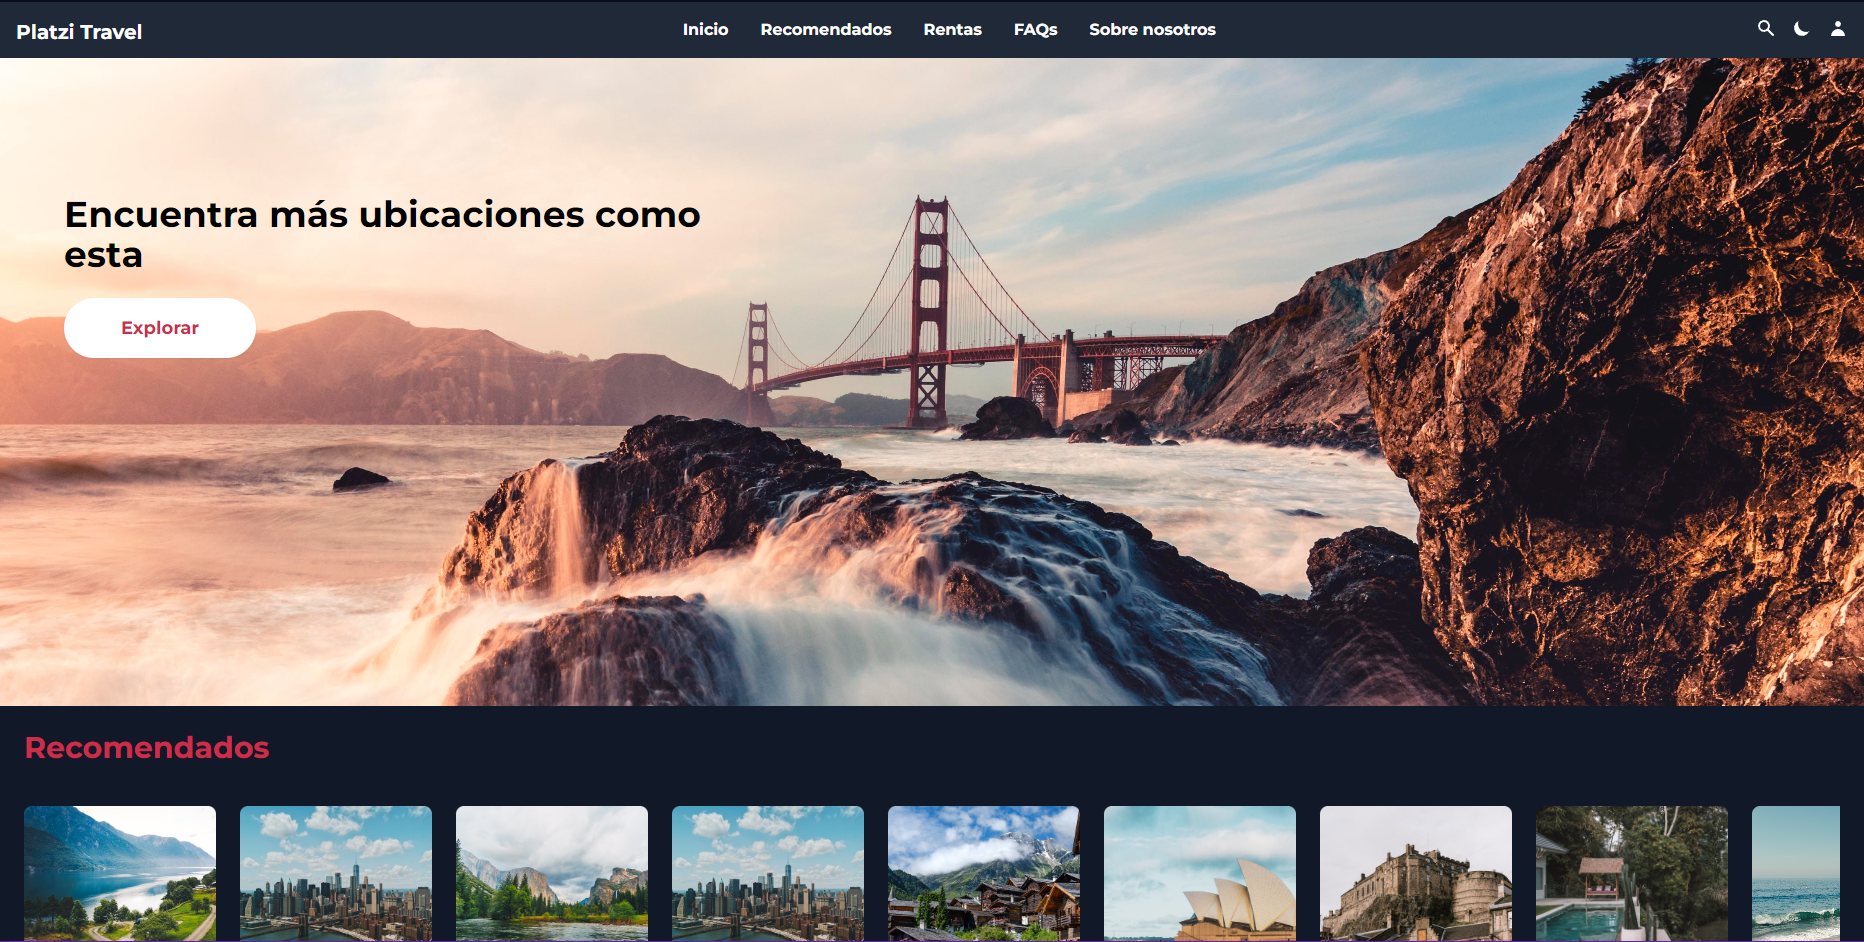 Platzi Travel
Inicio
Recomendados
Rentas
FAQs
Sobre nosotros
Encuentra más ubicaciones como
esta
Explorar
Recomendados